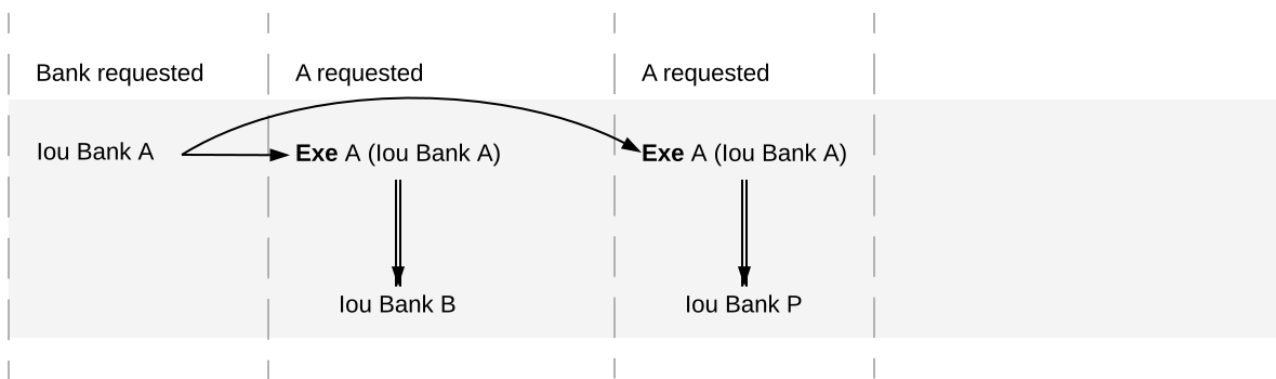 Bank requested
A requested
A requested
Iou Bank A
Exe A (Iou Bank A)
Exe A (Iou Bank A)
Iou Bank B
Iou Bank P